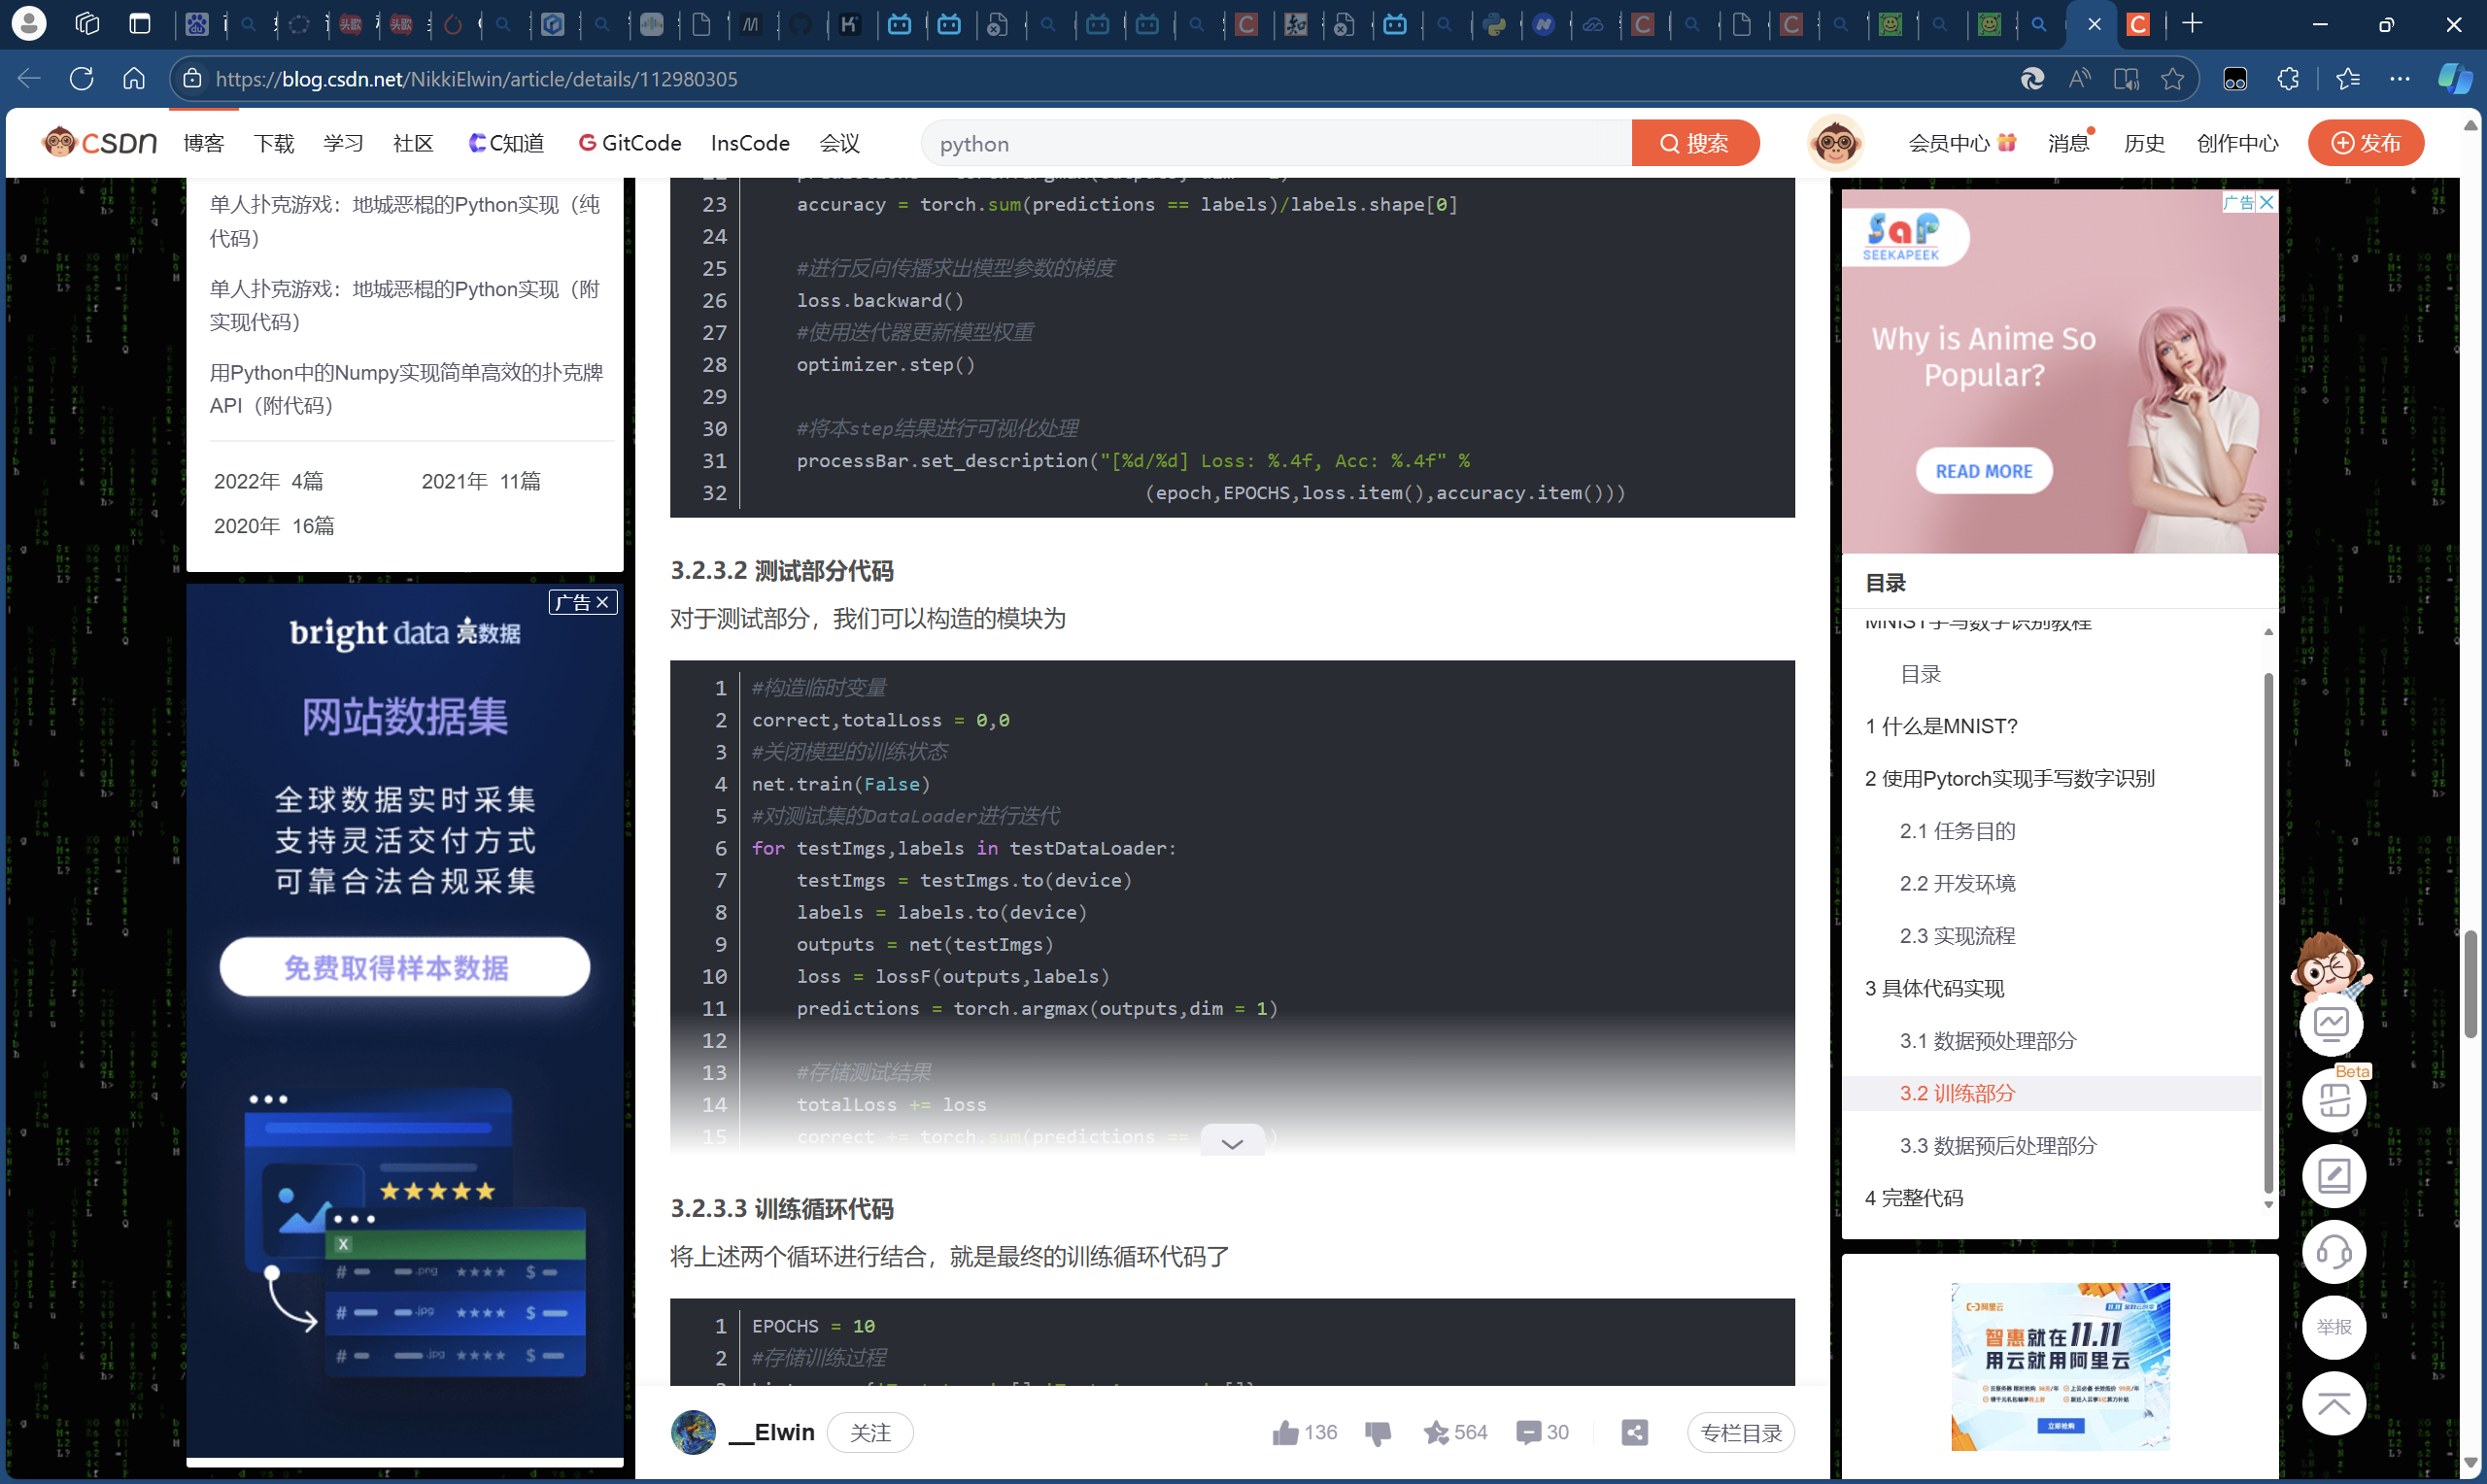 https://blog.csdn.net/NikkiElwin/article/details/112980305
CSDN 博客 下载 学习 社区 C知道 GitCode InsCode 会议 python 搜索 会员中心 消息 历史 创作中心 发布
单人扑克游戏：地城恶棍的Python实现（纯
代码）
单人扑克游戏：地城恶棍的Python实现（附
实现代码）
用Python中的Numpy实现简单高效的扑克牌
API（附代码）
2022年 4篇 2021年 11篇
2020年 16篇
广告
bright data 亮数据
网站数据集
全球数据实时采集
支持灵活交付方式
可靠合法合规采集
免费取得样本数据
23 accuracy = torch.sum(predictions == labels)/labels.shape[0]
24
25 #进行反向传播求出模型参数的梯度
26 loss.backward()
27 #使用迭代器更新模型权重
28 optimizer.step()
29
30 #将本step结果进行可视化处理
31 processBar.set_description("[%d/%d] Loss: %.4f, Acc: %.4f" %
32 (epoch,EPOCHS,loss.item(),accuracy.item()))
3.2.3.2 测试部分代码
对于测试部分，我们可以构造的模块为
1 #构造临时变量
2 correct,totalLoss = 0,0
3 #关闭模型的训练状态
4 net.train(False)
5 #对测试集的DataLoader进行迭代
6 for testImgs,labels in testDataLoader:
7 testImgs = testImgs.to(device)
8 labels = labels.to(device)
9 outputs = net(testImgs)
10 loss = lossF(outputs,labels)
11 predictions = torch.argmax(outputs,dim = 1)
12
13 #存储测试结果
14 totalLoss += loss
15 correct += torch.sum(predictions == )
3.2.3.3 训练循环代码
将上述两个循环进行结合，就是最终的训练循环代码了
1 EPOCHS = 10
2 #存储训练过程
__Elwin 关注 136 564 30 专栏目录
广告
SaP
SEEKAPEEK
Why is Anime So
Popular?
READ MORE
目录
MNIST手写数字识别教程
目录
1 什么是MNIST?
2 使用Pytorch实现手写数字识别
2.1 任务目的
2.2 开发环境
2.3 实现流程
3 具体代码实现
3.1 数据预处理部分
3.2 训练部分
3.3 数据预后处理部分
4 完整代码
Beta
举报
阿里云
智惠就在11.11
用云就用阿里云
立即抢购